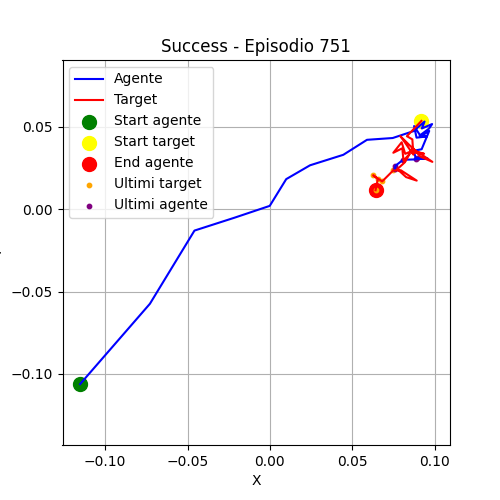 Success - Episodio 751
Agente
Target
Start agente
Start target
End agente
Ultimi target
Ultimi agente
0.05
0.00
−0.05
−0.10
−0.10
−0.05
0.00
0.05
0.10
X